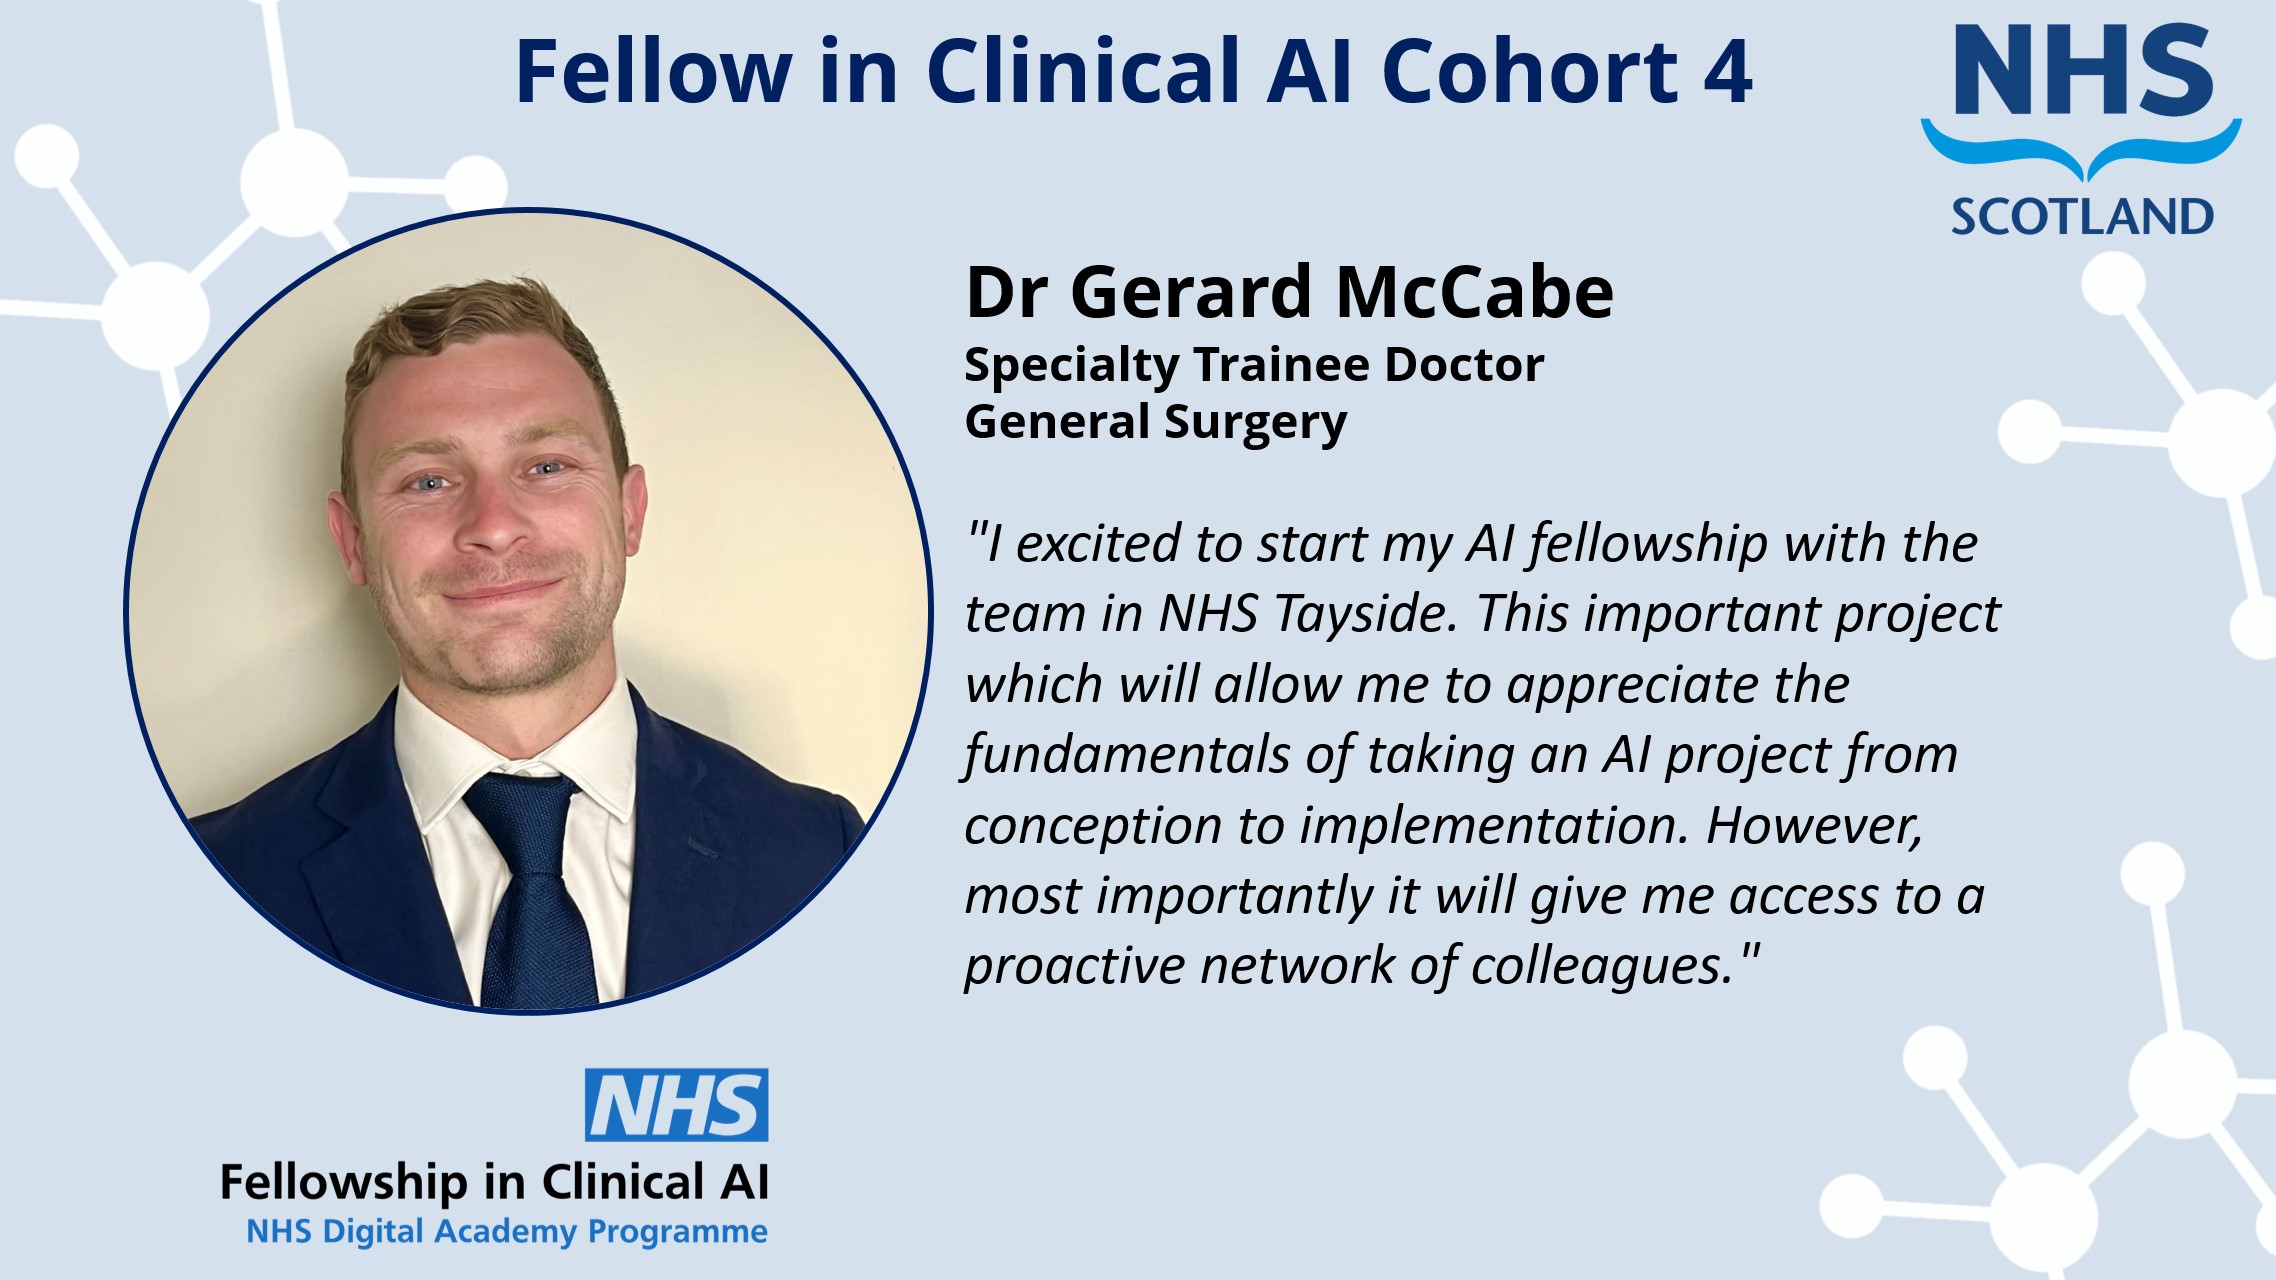 Fellow in Clinical AI Cohort 4
NHS
SCOTLAND
Dr Gerard McCabe
Specialty Trainee Doctor
General Surgery
"I excited to start my AI fellowship with the
team in NHS Tayside. This important project
which will allow me to appreciate the
fundamentals of taking an AI project from
conception to implementation. However,
most importantly it will give me access to a
proactive network of colleagues."
NHS
Fellowship in Clinical AI
NHS Digital Academy Programme